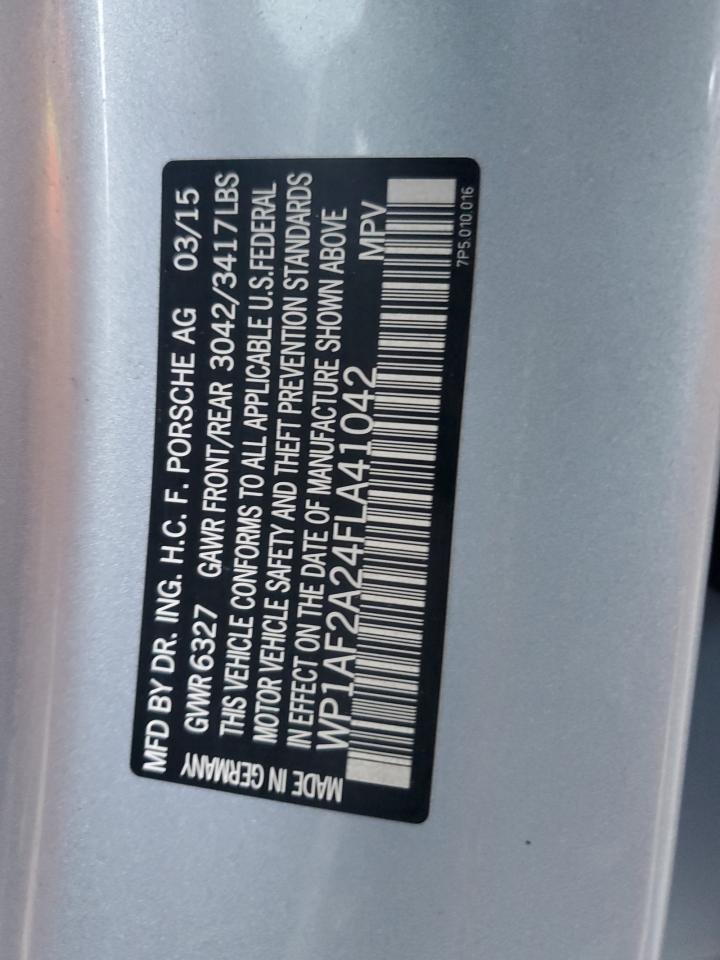 MFD BY DR. ING. H.C. F. PORSCHE AG 03/15
GVWR 6327 GAWR FRONT/REAR 3042/3417 LBS
THIS VEHICLE CONFORMS TO ALL APPLICABLE U.S. FEDERAL
MOTOR VEHICLE SAFETY AND THEFT PREVENTION STANDARDS
IN EFFECT ON THE DATE OF MANUFACTURE SHOWN ABOVE
WP1AF2A24FLA41042 MPV
MADE IN GERMANY
7P5.010.016